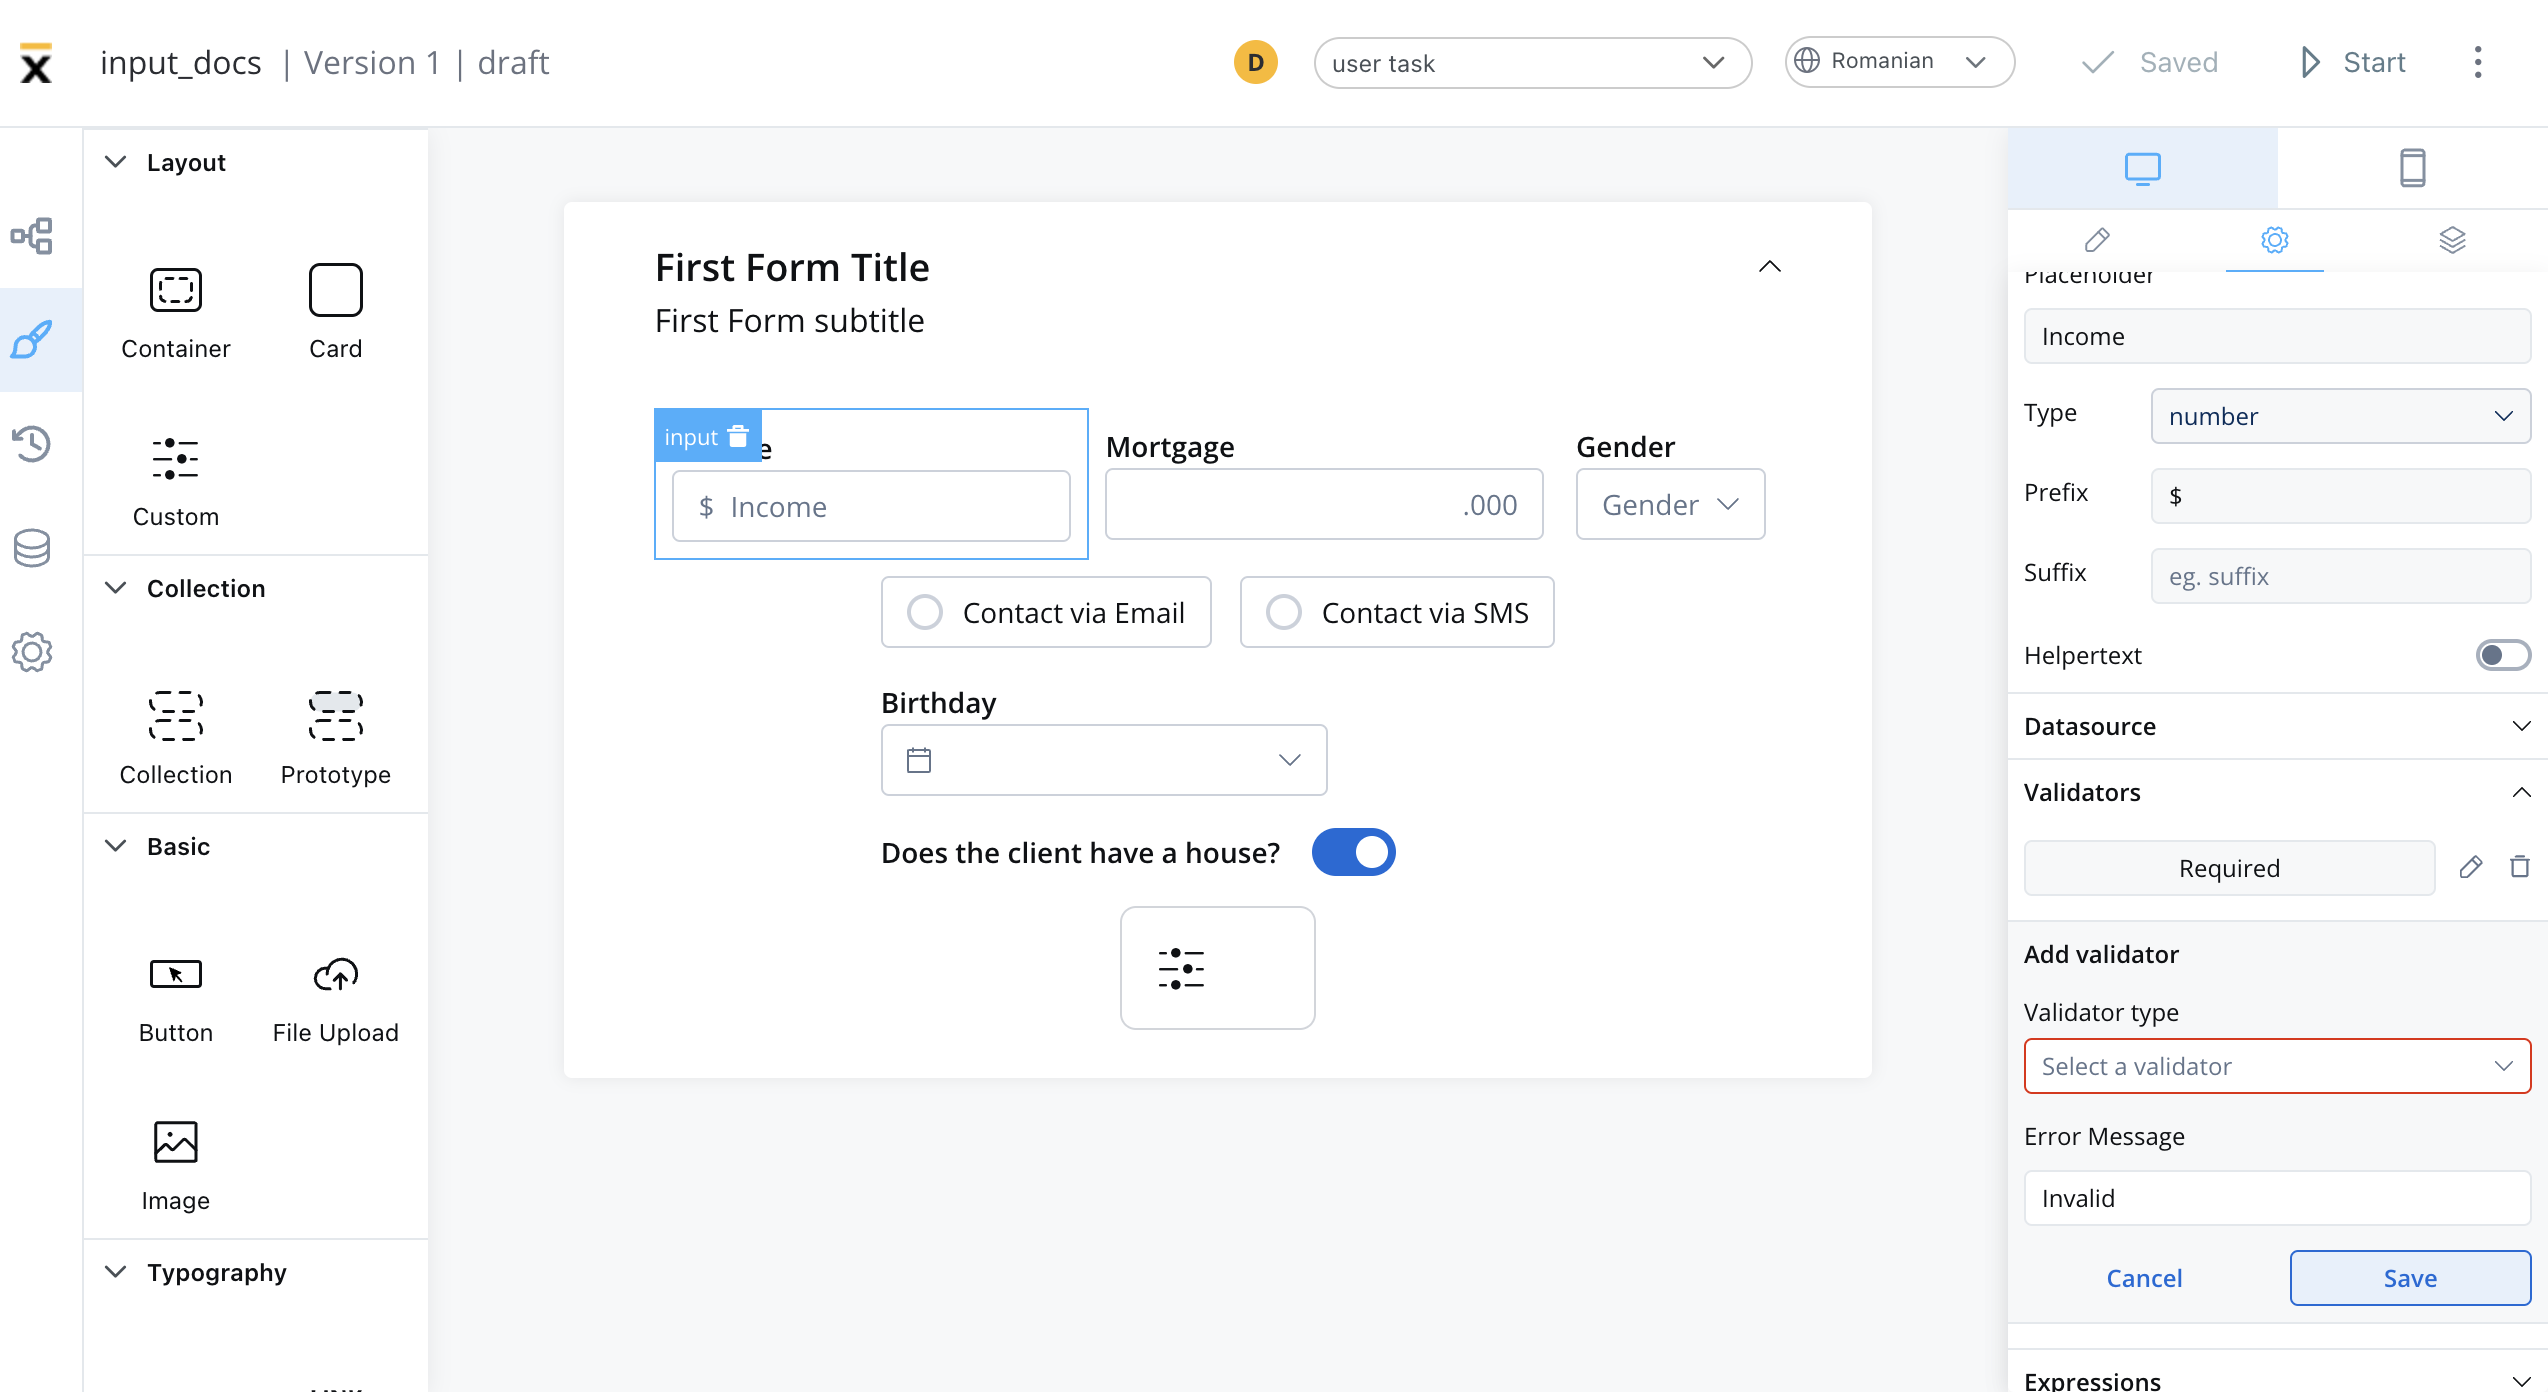 input_docs | Version 1 | draft
D
user task
Romanian
Saved
Start
Layout
Container
Card
Custom
Collection
Collection
Prototype
Basic
Button
File Upload
Image
Typography
First Form Title
First Form subtitle
input
e
$ Income
Mortgage
.000
Gender
Gender
Contact via Email
Contact via SMS
Birthday
Does the client have a house?
Placeholder
Income
Type
number
Prefix
$
Suffix
eg. suffix
Helpertext
Datasource
Validators
Required
Add validator
Validator type
Select a validator
Error Message
Invalid
Cancel
Save
Expressions